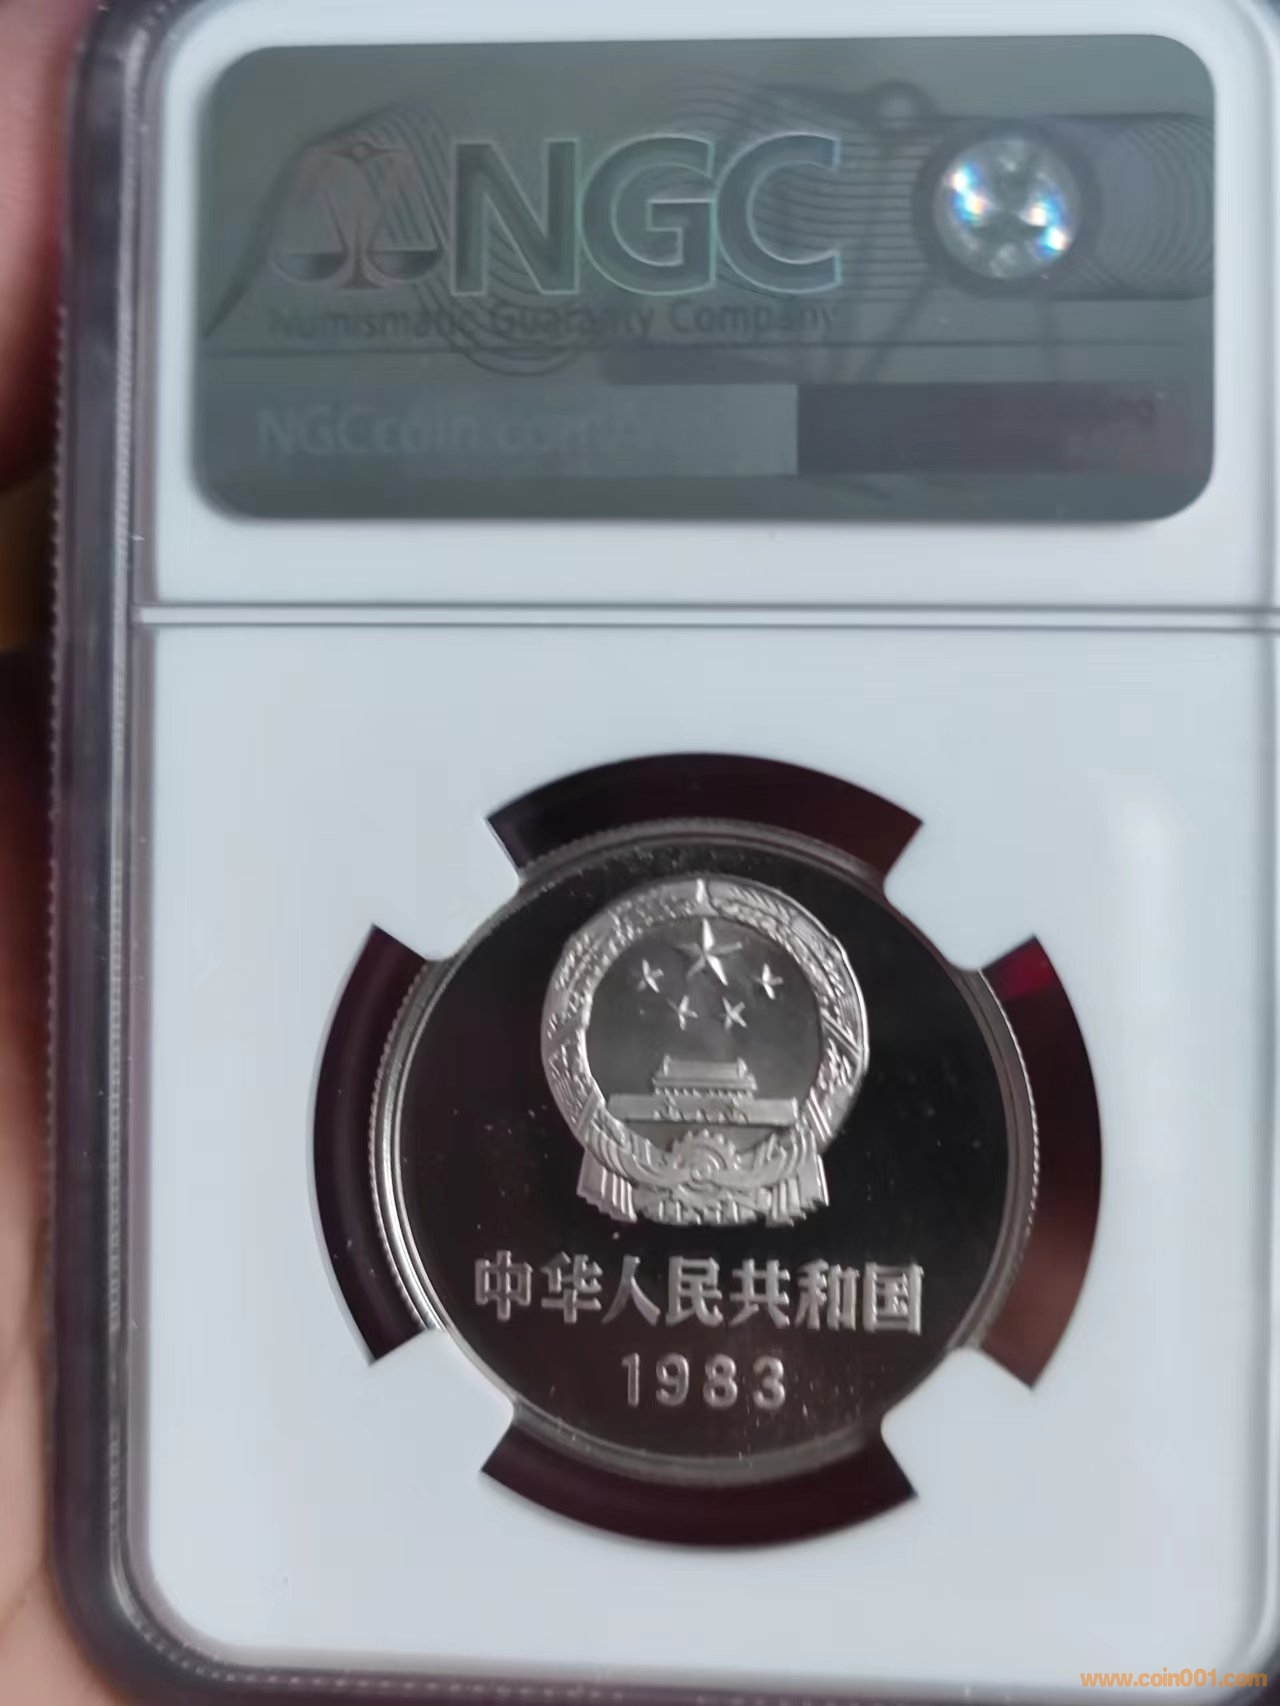 NGC
Numismatic Guaranty Company
NGCcoin.com
中华人民共和国
1983
www.coin001.com